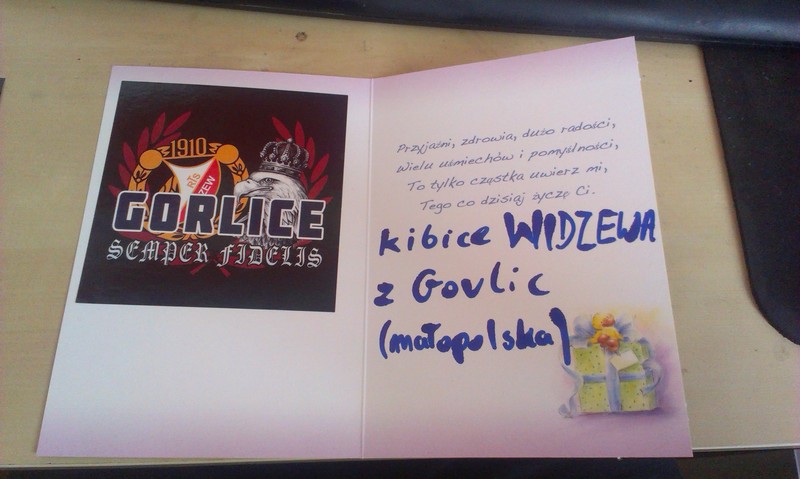 1910
RTS
ZEW
GORLICE
SEMPER FIDELIS
Przyjaźni, zdrowia, dużo radości,
Wielu uśmiechów i pomyślności,
To tylko cząstka uwierz mi,
Tego co dzisiaj życzę Ci.
kibice WIDZEWA
z Gorlic
(małopolska)